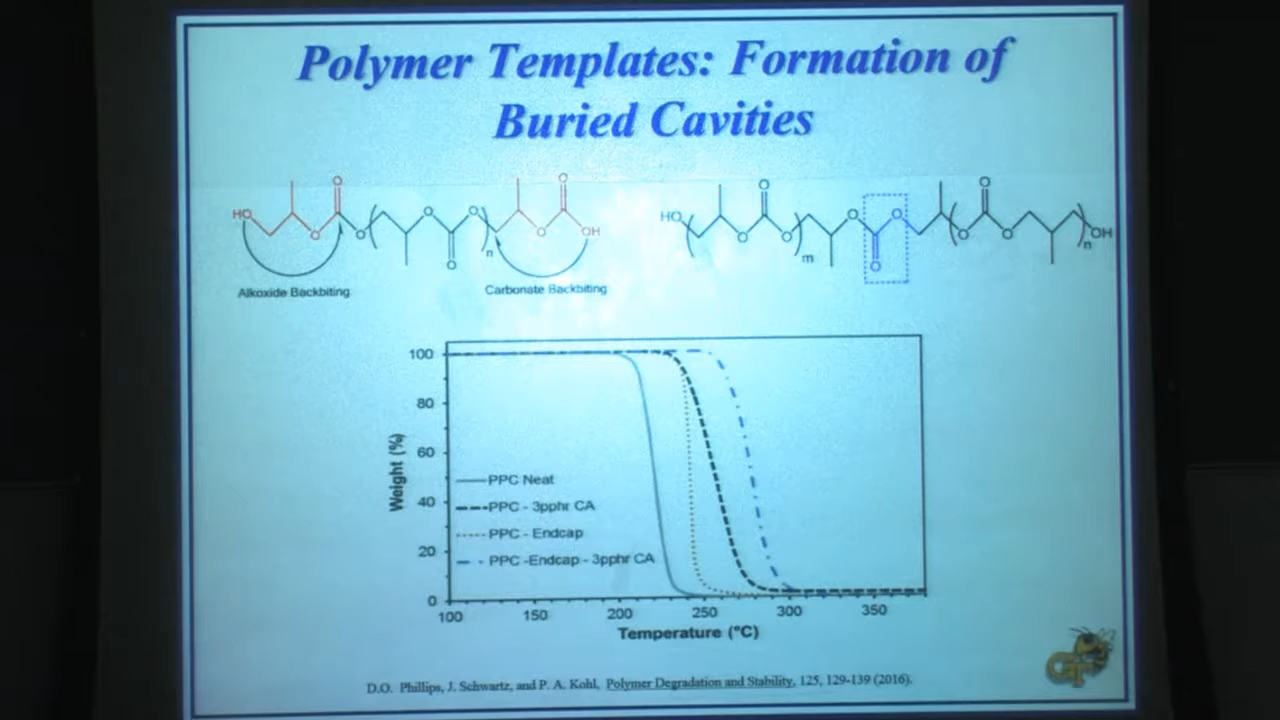 Polymer Templates: Formation of
Buried Cavities
HO
O
O
O
O
O
O
n
O
O
OH
Alkoxide Backbiting
Carbonate Backbiting
HO
O
O
O
m
O
O
O
O
O
O
n
OH
100
80
60
40
20
0
Weight (%)
PPC Neat
PPC - 3pphr CA
PPC - Endcap
PPC -Endcap - 3pphr CA
100 150 200 250 300 350
Temperature (°C)
D.O. Phillips, J. Schwartz, and P. A. Kohl, Polymer Degradation and Stability, 125, 129-139 (2016).
GT